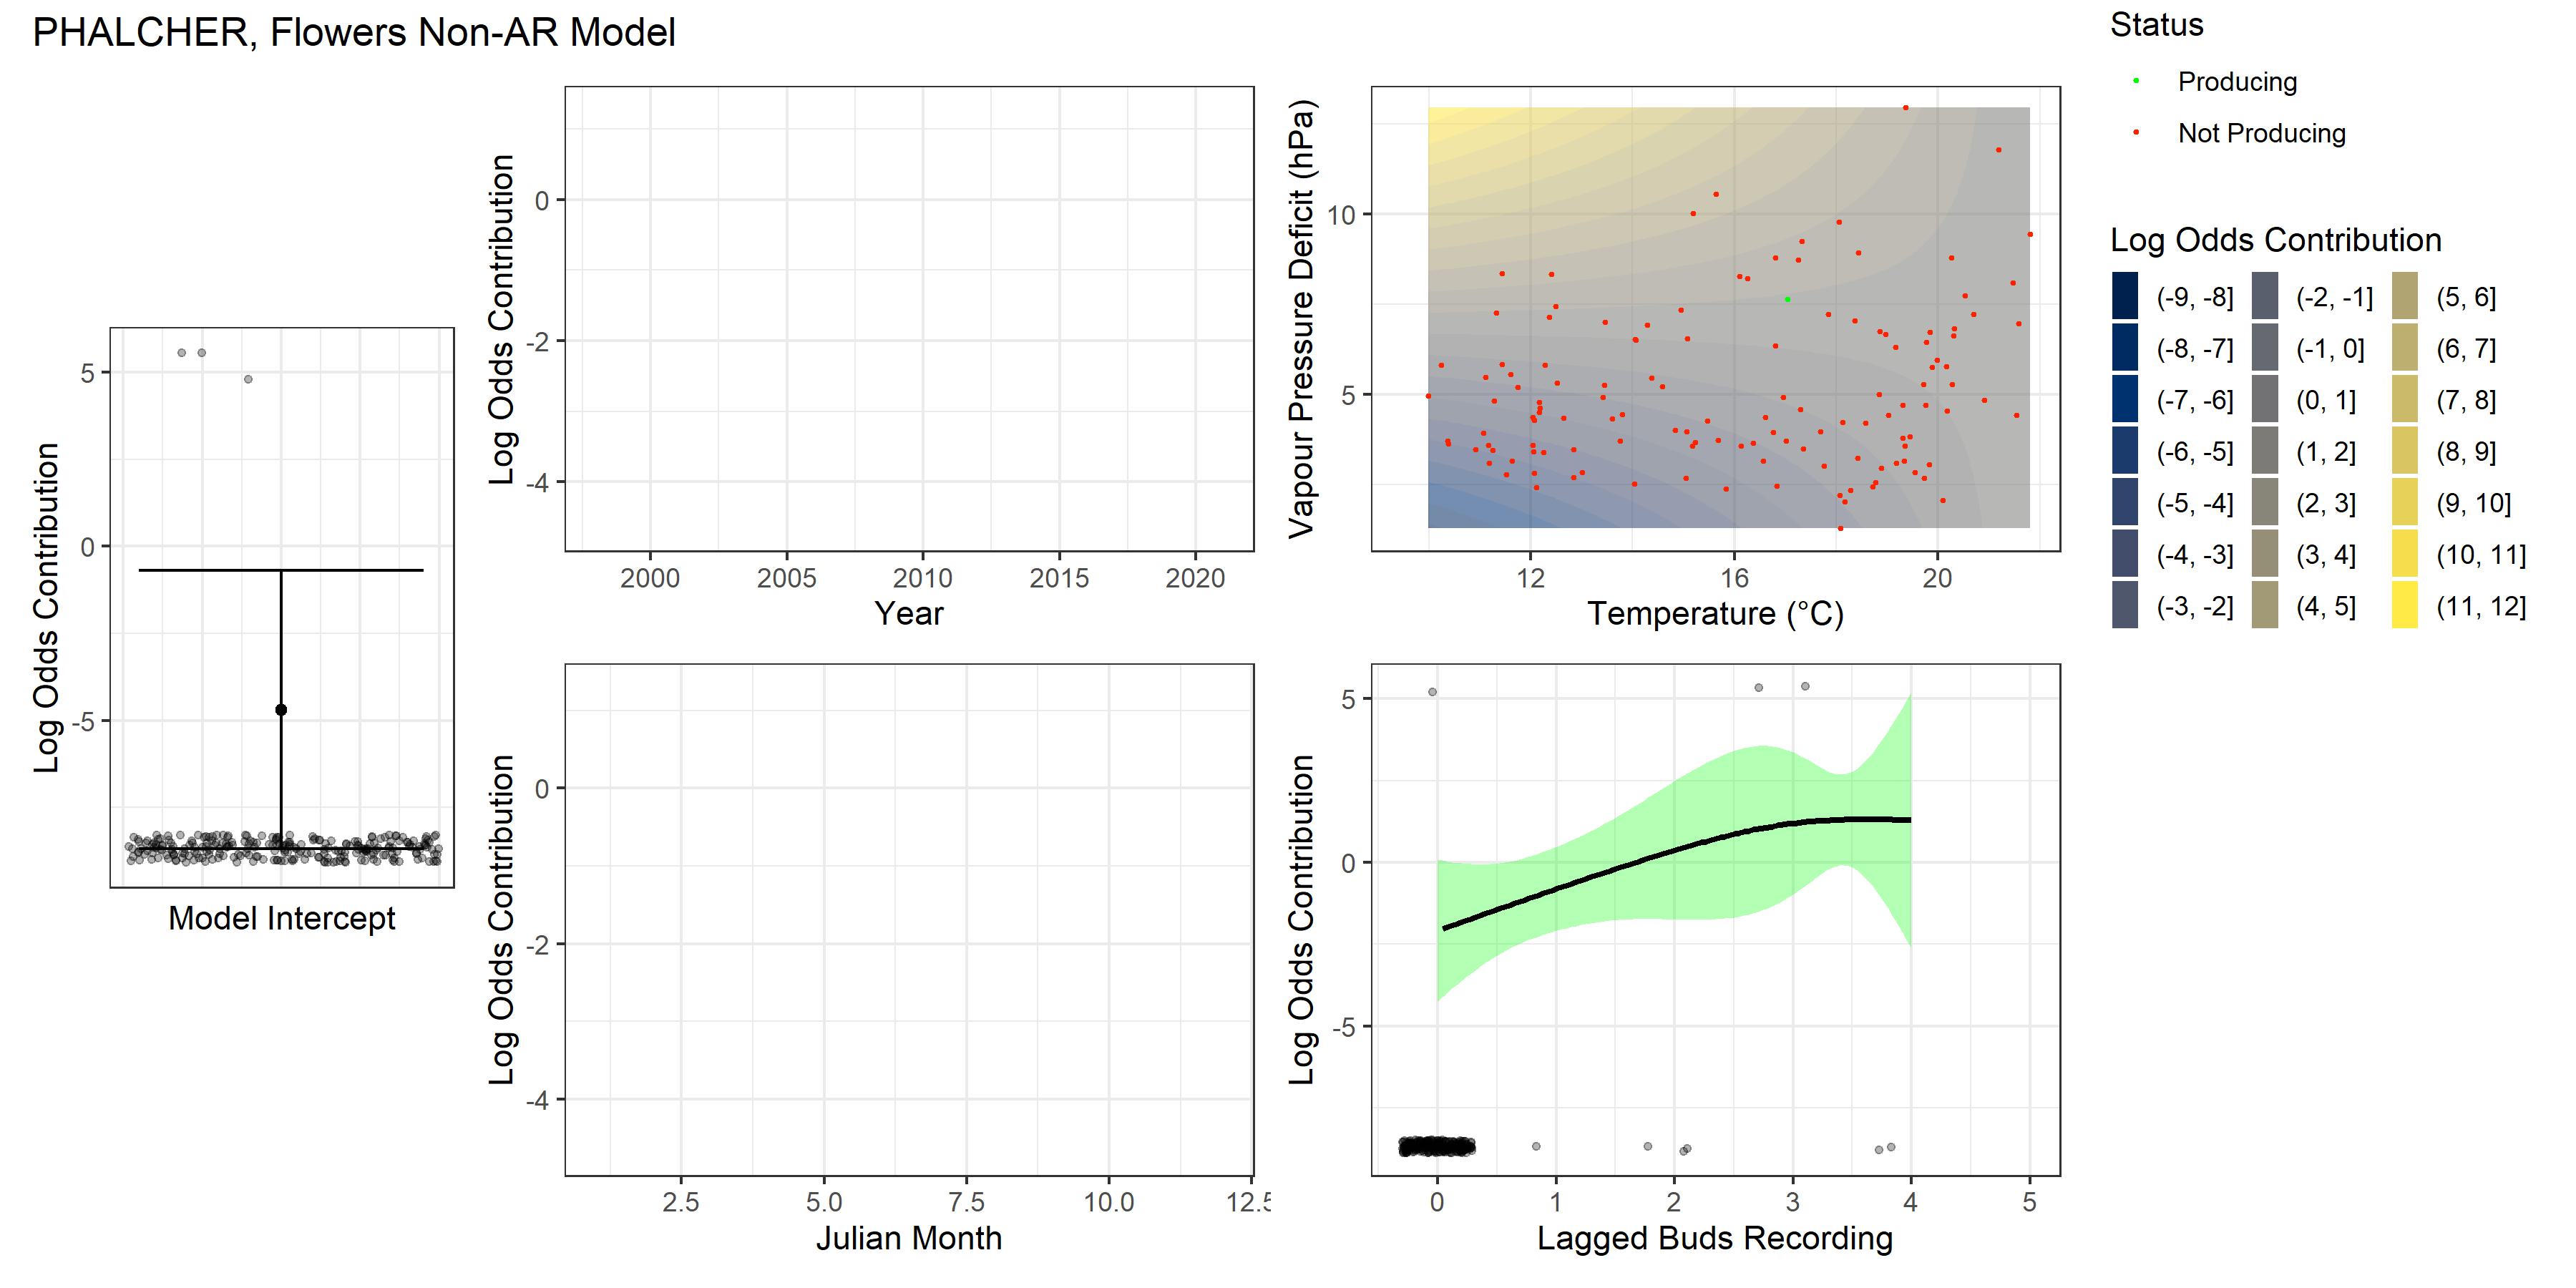 PHALCHER, Flowers Non-AR Model
Log Odds Contribution
5
0
-5
Model Intercept
Log Odds Contribution
0
-2
-4
2000 2005 2010 2015 2020
Year
Vapour Pressure Deficit (hPa)
10
5
12 16 20
Temperature (°C)
Log Odds Contribution
0
-2
-4
2.5 5.0 7.5 10.0 12.5
Julian Month
Log Odds Contribution
5
0
-5
0 1 2 3 4 5
Lagged Buds Recording
Status
Producing
Not Producing
Log Odds Contribution
(-9, -8] (-2, -1] (5, 6]
(-8, -7] (-1, 0] (6, 7]
(-7, -6] (0, 1] (7, 8]
(-6, -5] (1, 2] (8, 9]
(-5, -4] (2, 3] (9, 10]
(-4, -3] (3, 4] (10, 11]
(-3, -2] (4, 5] (11, 12]